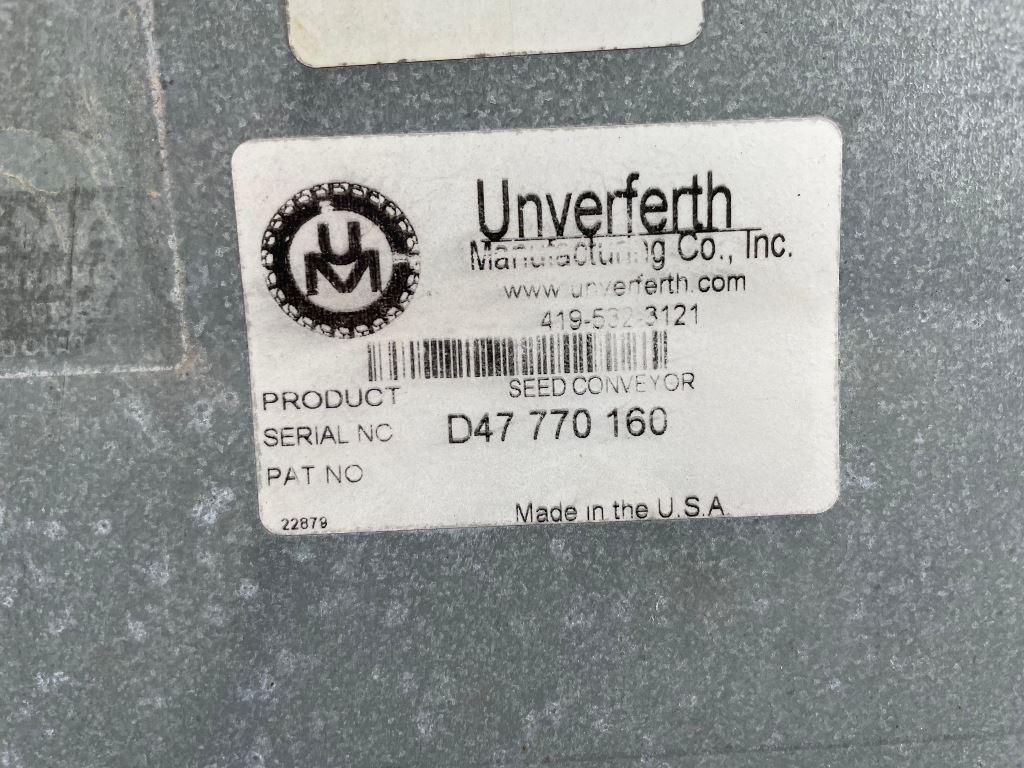 UM
Unverferth
Manufacturing Co., Inc.
www.unverferth.com
419-532-3121
PRODUCT SEED CONVEYOR
SERIAL NO D47 770 160
PAT NO
22879 Made in the U.S.A.